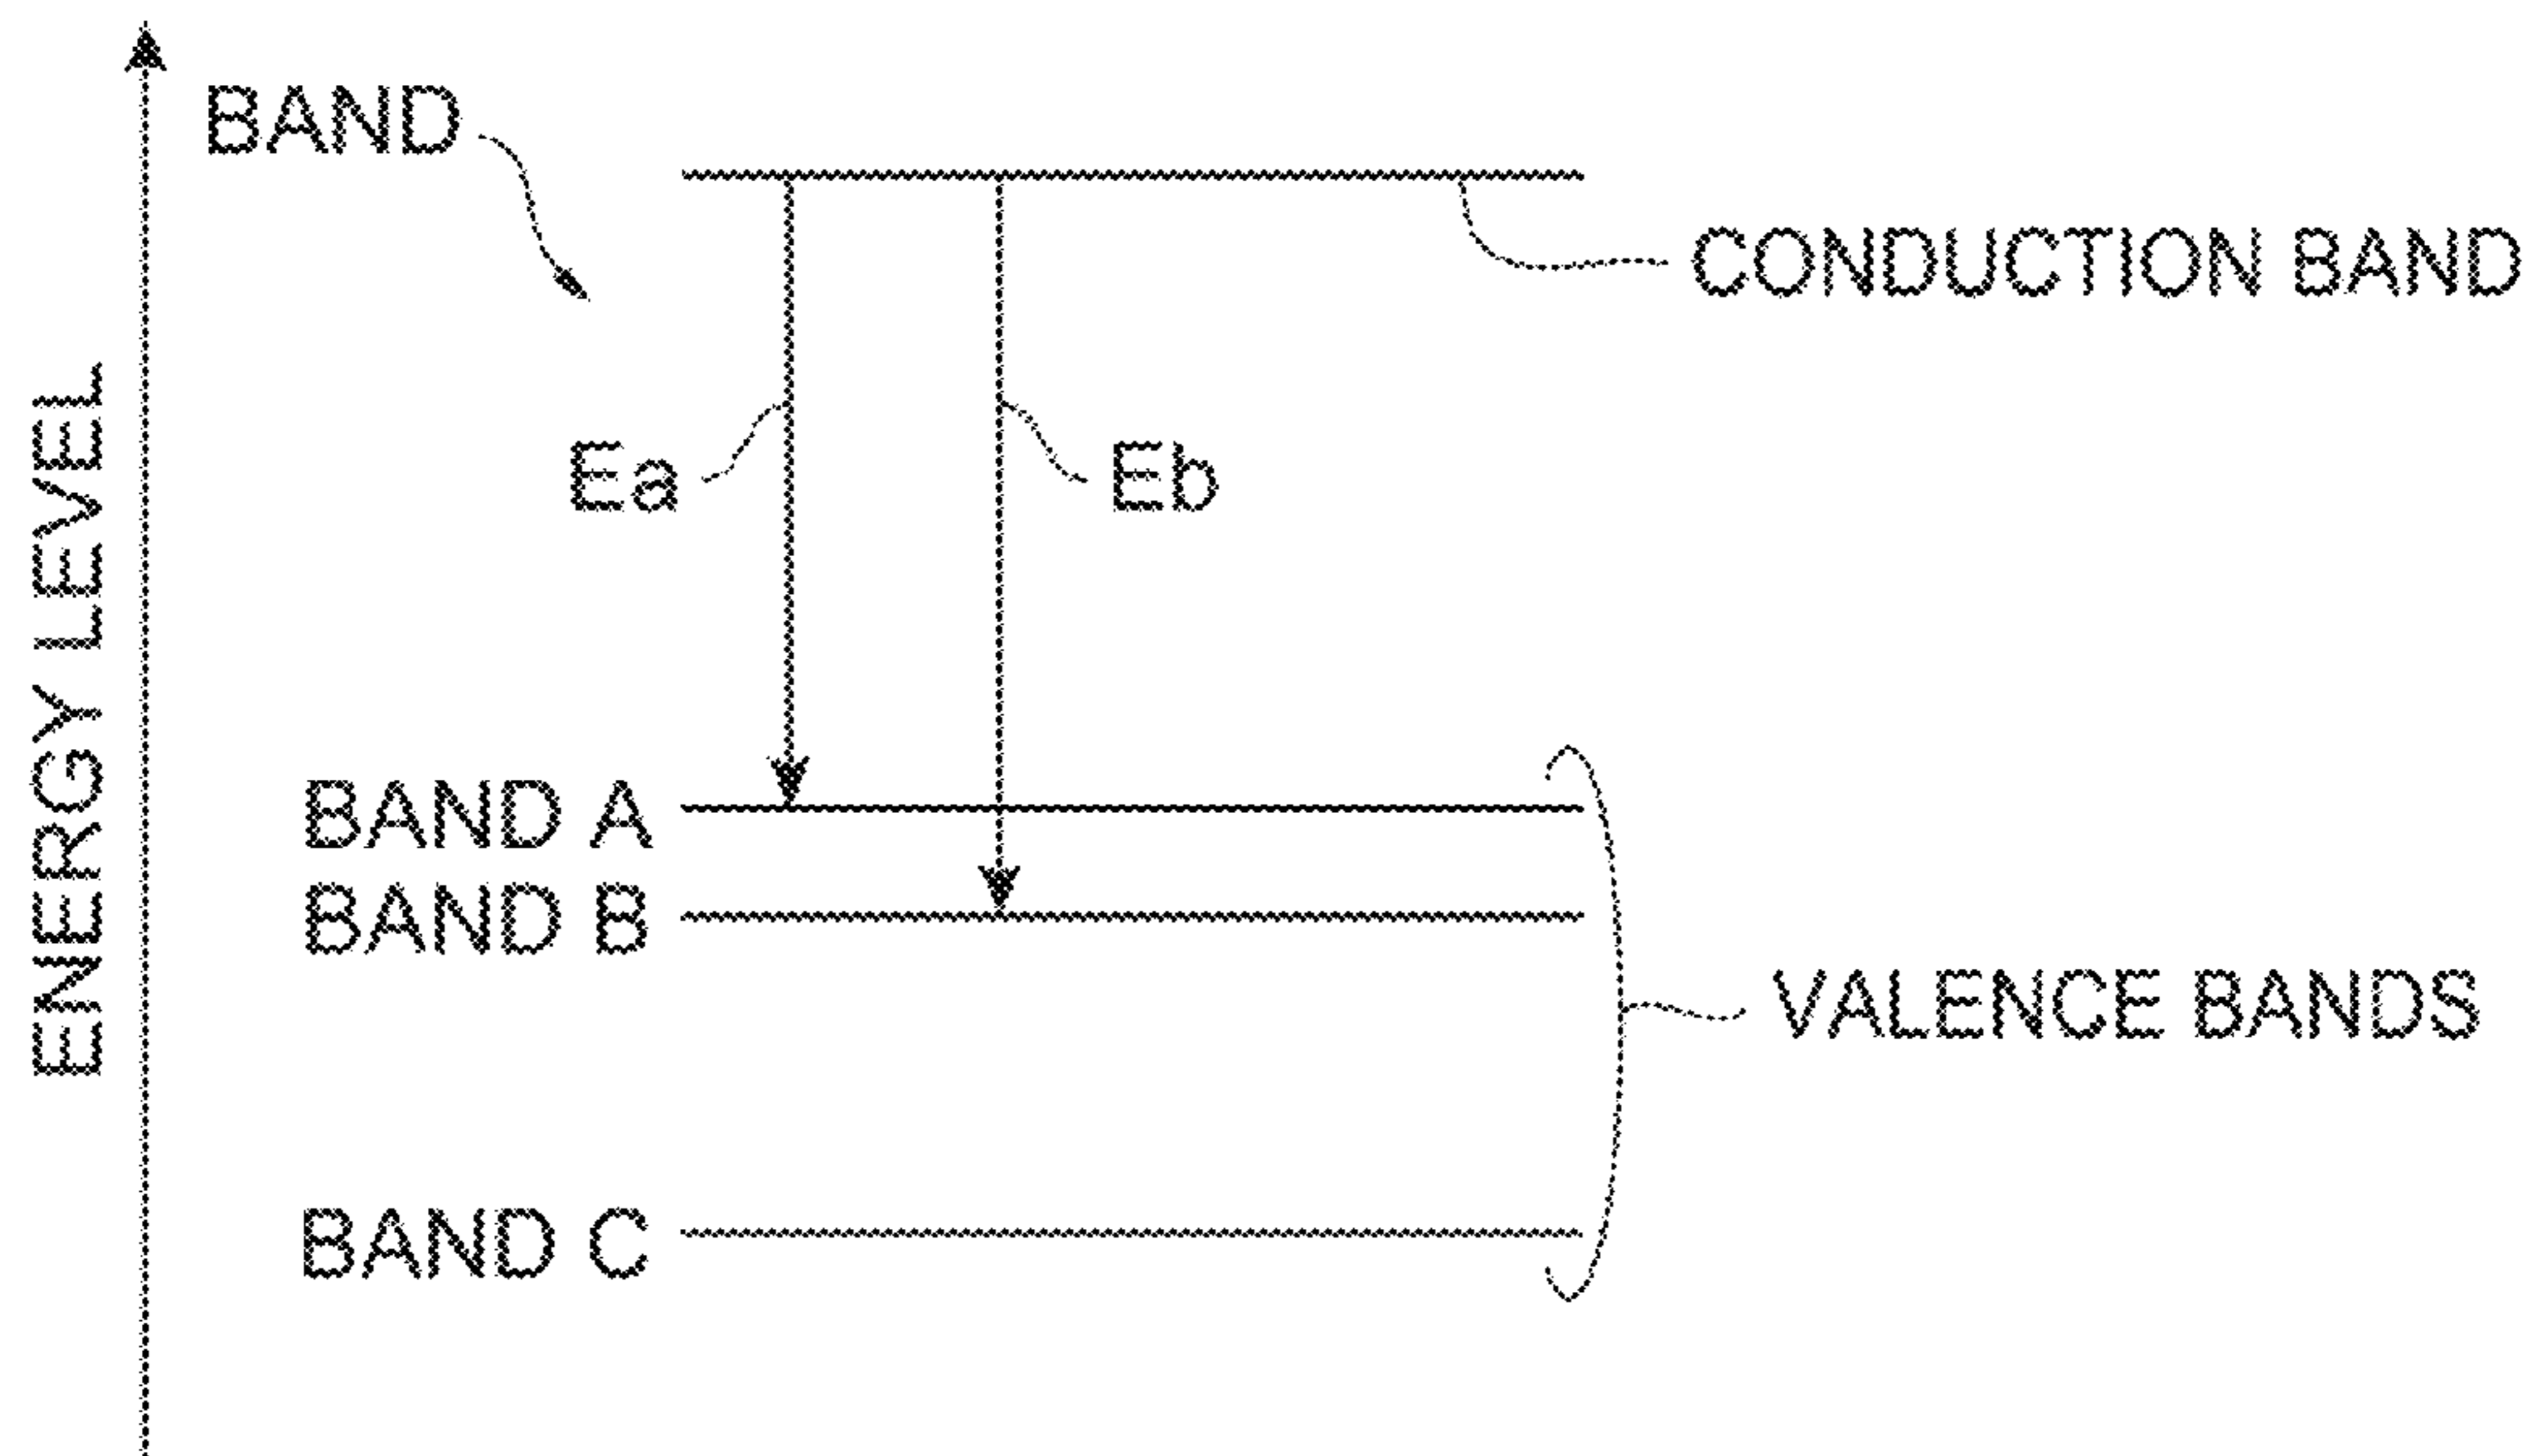 BAND
CONDUCTION BAND
ENERGY LEVEL
Ea
Eb
BAND A
BAND B
VALENCE BANDS
BAND C